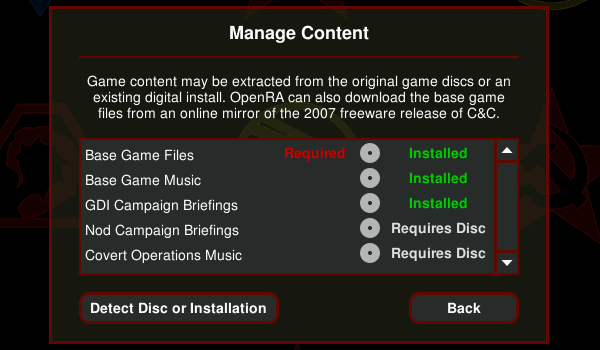 Manage Content
Game content may be extracted from the original game discs or an
existing digital install. OpenRA can also download the base game
files from an online mirror of the 2007 freeware release of C&C.
Base Game Files Required Installed
Base Game Music Installed
GDI Campaign Briefings Installed
Nod Campaign Briefings Requires Disc
Covert Operations Music Requires Disc
Detect Disc or Installation Back